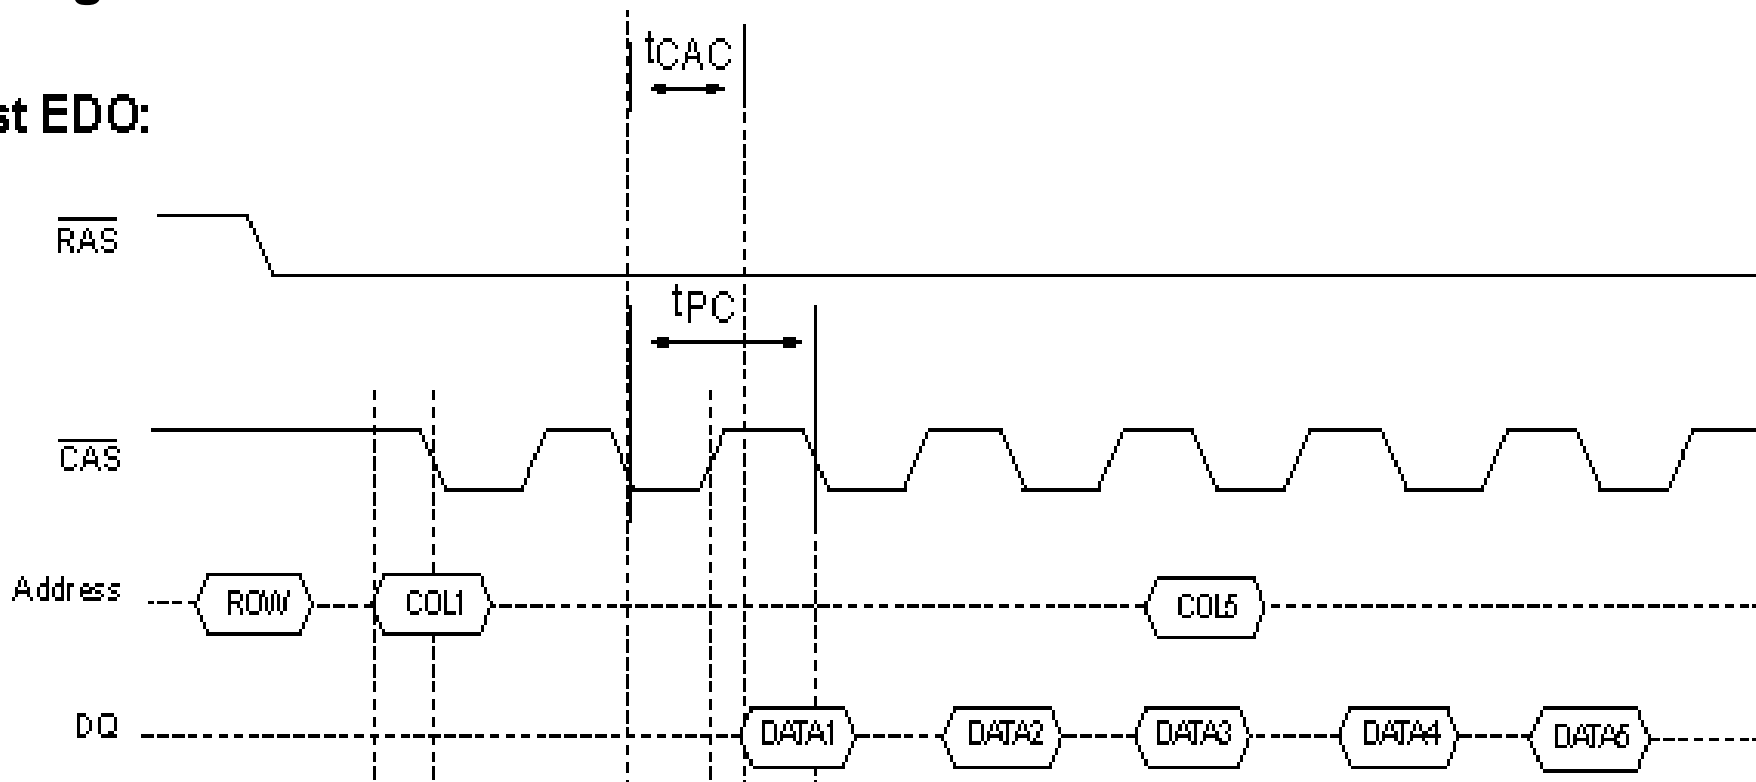 g
tCAC
st EDO:
RAS
tPC
CAS
Address
ROW
COL1
COL5
DQ
DATA1
DATA2
DATA3
DATA4
DATA5